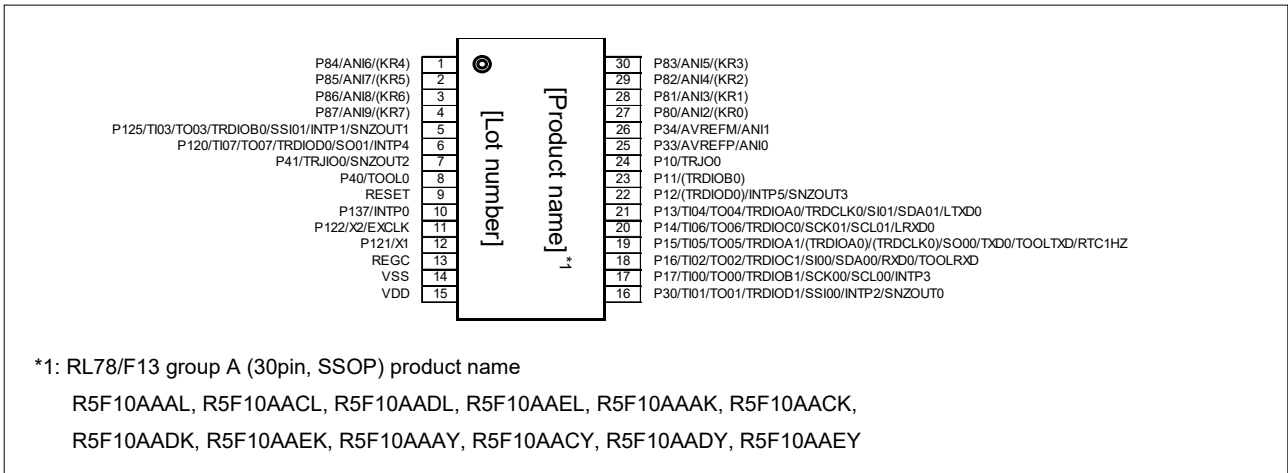 P84/ANI6/(KR4) 1
P85/ANI7/(KR5) 2
P86/ANI8/(KR6) 3
P87/ANI9/(KR7) 4
P125/TI03/TO03/TRDIOB0/SSI01/INTP1/SNZOUT1 5
P120/TI07/TO07/TRDIOD0/SO01/INTP4 6
P41/TRJIO0/SNZOUT2 7
P40/TOOL0 8
RESET 9
P137/INTP0 10
P122/X2/EXCLK 11
P121/X1 12
REGC 13
VSS 14
VDD 15
[Product name]*1
[Lot number]
30 P83/ANI5/(KR3)
29 P82/ANI4/(KR2)
28 P81/ANI3/(KR1)
27 P80/ANI2/(KR0)
26 P34/AVREFM/ANI1
25 P33/AVREFP/ANI0
24 P10/TRJO0
23 P11/(TRDIOB0)
22 P12/(TRDIOD0)/INTP5/SNZOUT3
21 P13/TI04/TO04/TRDIOA0/TRDCLK0/SI01/SDA01/LTXD0
20 P14/TI06/TO06/TRDIOC0/SCK01/SCL01/LRXD0
19 P15/TI05/TO05/TRDIOA1/(TRDIOA0)/(TRDCLK0)/SO00/TXD0/TOOLTXD/RTC1HZ
18 P16/TI02/TO02/TRDIOC1/SI00/SDA00/RXD0/TOOLRXD
17 P17/TI00/TO00/TRDIOB1/SCK00/SCL00/INTP3
16 P30/TI01/TO01/TRDIOD1/SSI00/INTP2/SNZOUT0
*1: RL78/F13 group A (30pin, SSOP) product name
R5F10AAAL, R5F10AACL, R5F10AADL, R5F10AAEL, R5F10AAAK, R5F10AACK,
R5F10AADK, R5F10AAEK, R5F10AAAY, R5F10AACY, R5F10AADY, R5F10AAEY